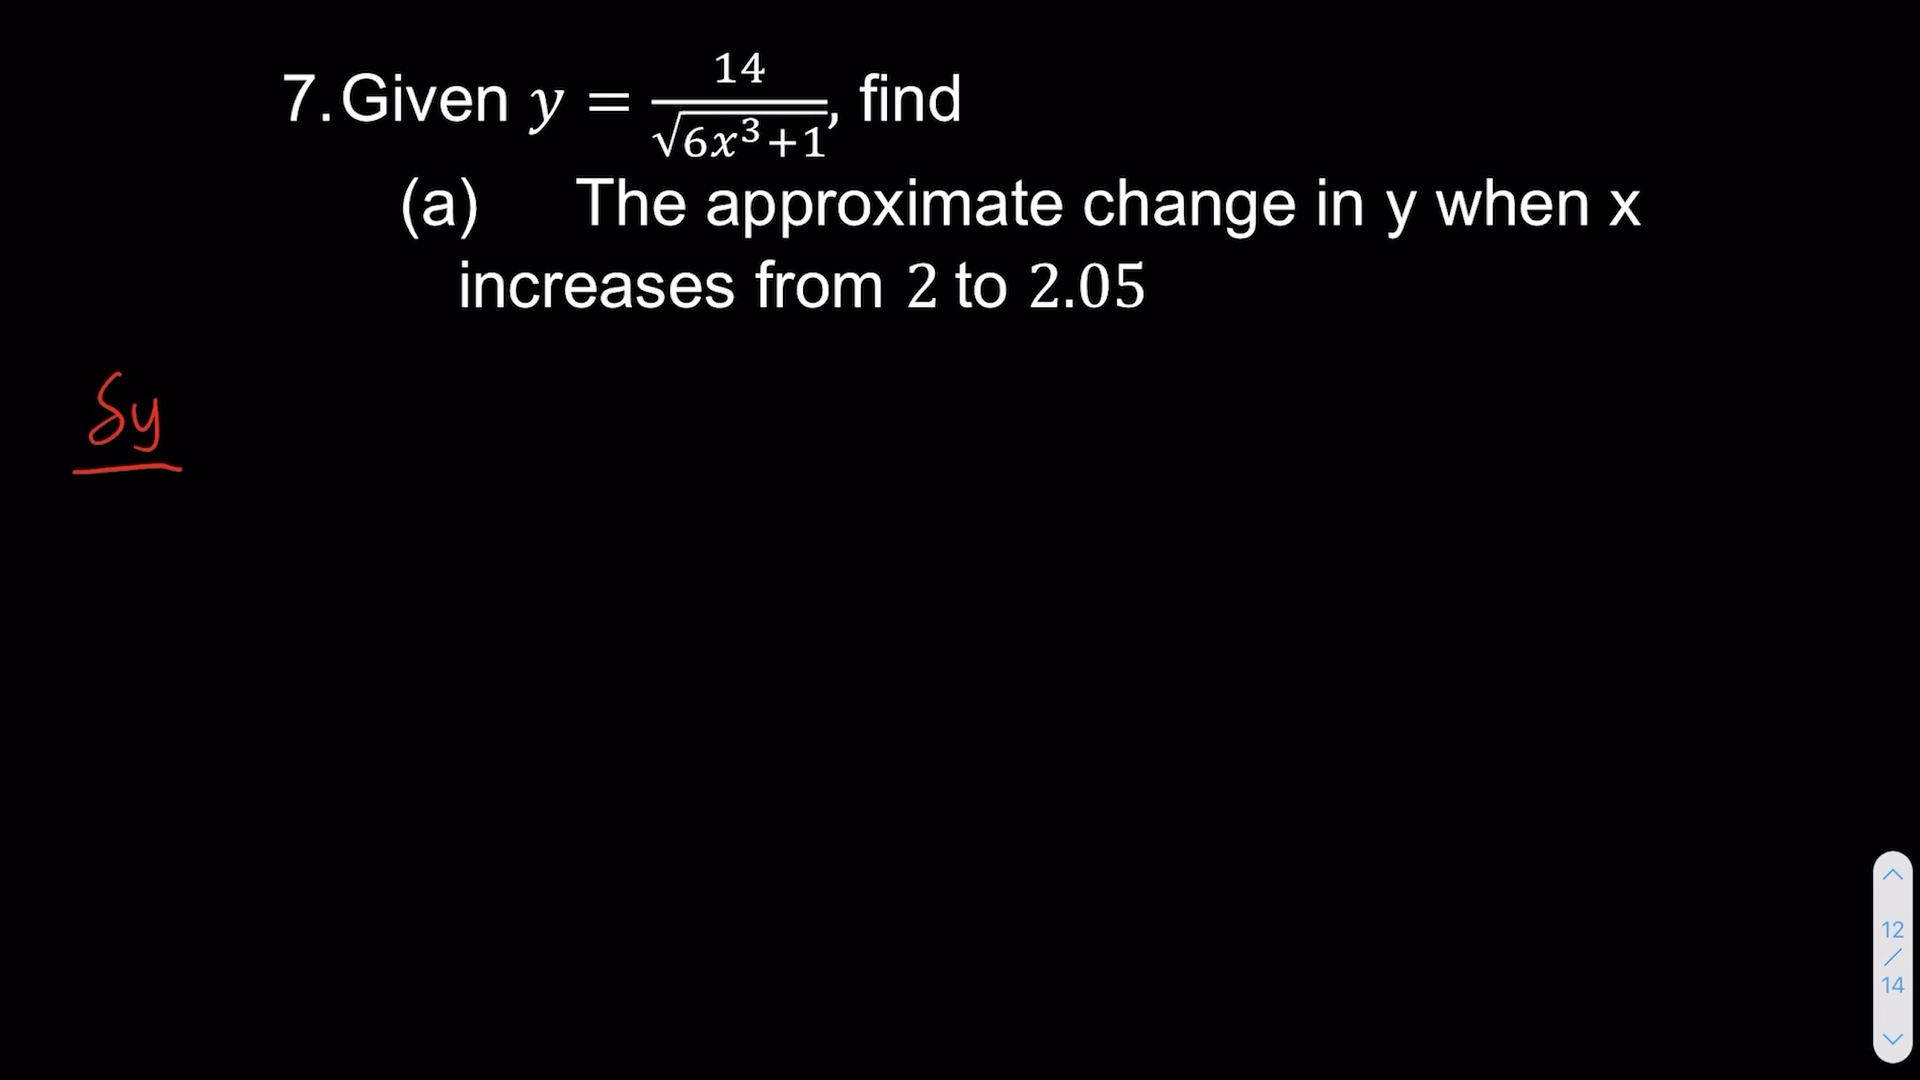 7. Given y = 14/√(6x³+1), find
(a) The approximate change in y when x
increases from 2 to 2.05
δy
12
/
14